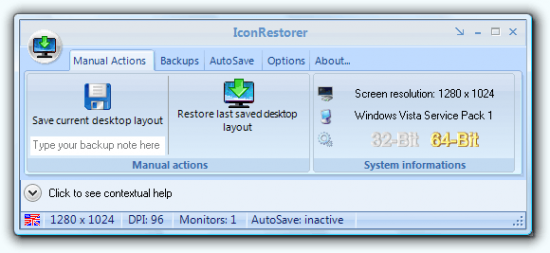 IconRestorer
Manual Actions Backups AutoSave Options About...
Save current desktop layout
Type your backup note here
Restore last saved desktop
layout
Manual actions
Screen resolution: 1280 x 1024
Windows Vista Service Pack 1
32-Bit 64-Bit
System informations
Click to see contextual help
1280 x 1024 DPI: 96 Monitors: 1 AutoSave: inactive